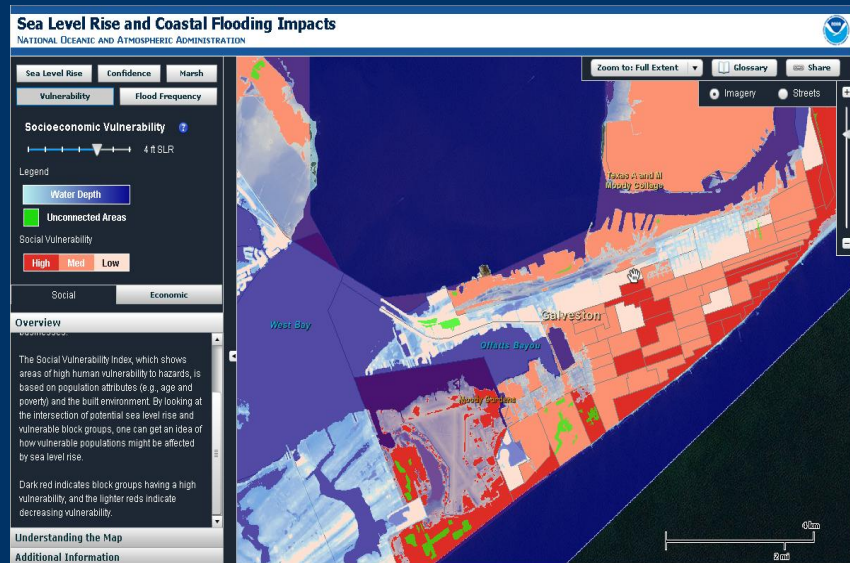 Sea Level Rise and Coastal Flooding Impacts
NATIONAL OCEANIC AND ATMOSPHERIC ADMINISTRATION
Sea Level Rise
Confidence
Marsh
Vulnerability
Flood Frequency
Socioeconomic Vulnerability ?
4 ft SLR
Legend
Water Depth
Unconnected Areas
Social Vulnerability
High Med Low
Social
Economic
Overview
businesses.
The Social Vulnerability Index, which shows
areas of high human vulnerability to hazards, is
based on population attributes (e.g., age and
poverty) and the built environment. By looking at
the intersection of potential sea level rise and
vulnerable block groups, one can get an idea of
how vulnerable populations might be affected
by sea level rise.
Dark red indicates block groups having a high
vulnerability, and the lighter reds indicate
decreasing vulnerability.
Understanding the Map
Additional Information
Zoom to: Full Extent
Glossary
Share
Imagery
Streets
Texas A and M
Moody College
Galveston
West Bay
Offatts Bayou
Moody Gardens
4 km
2 mi